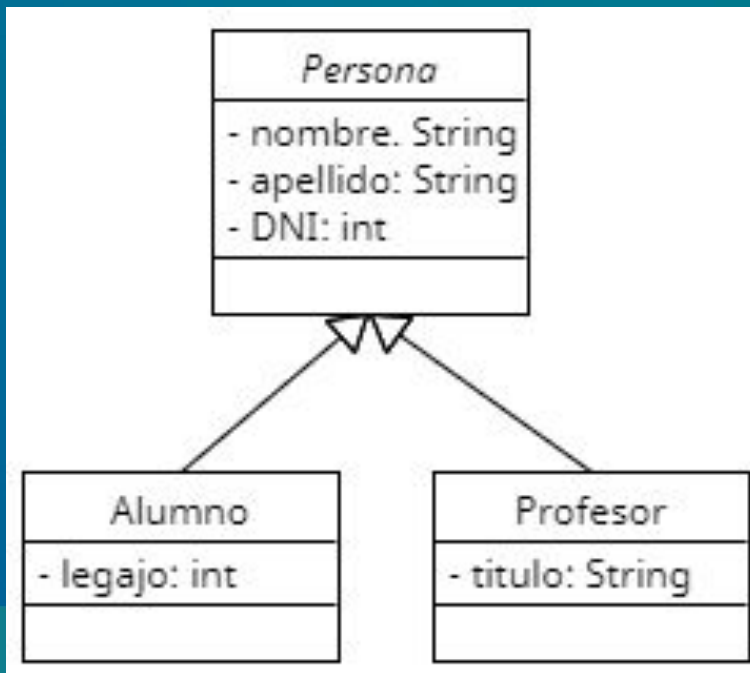 Persona
- nombre. String
- apellido: String
- DNI: int
Alumno
- legajo: int
Profesor
- titulo: String